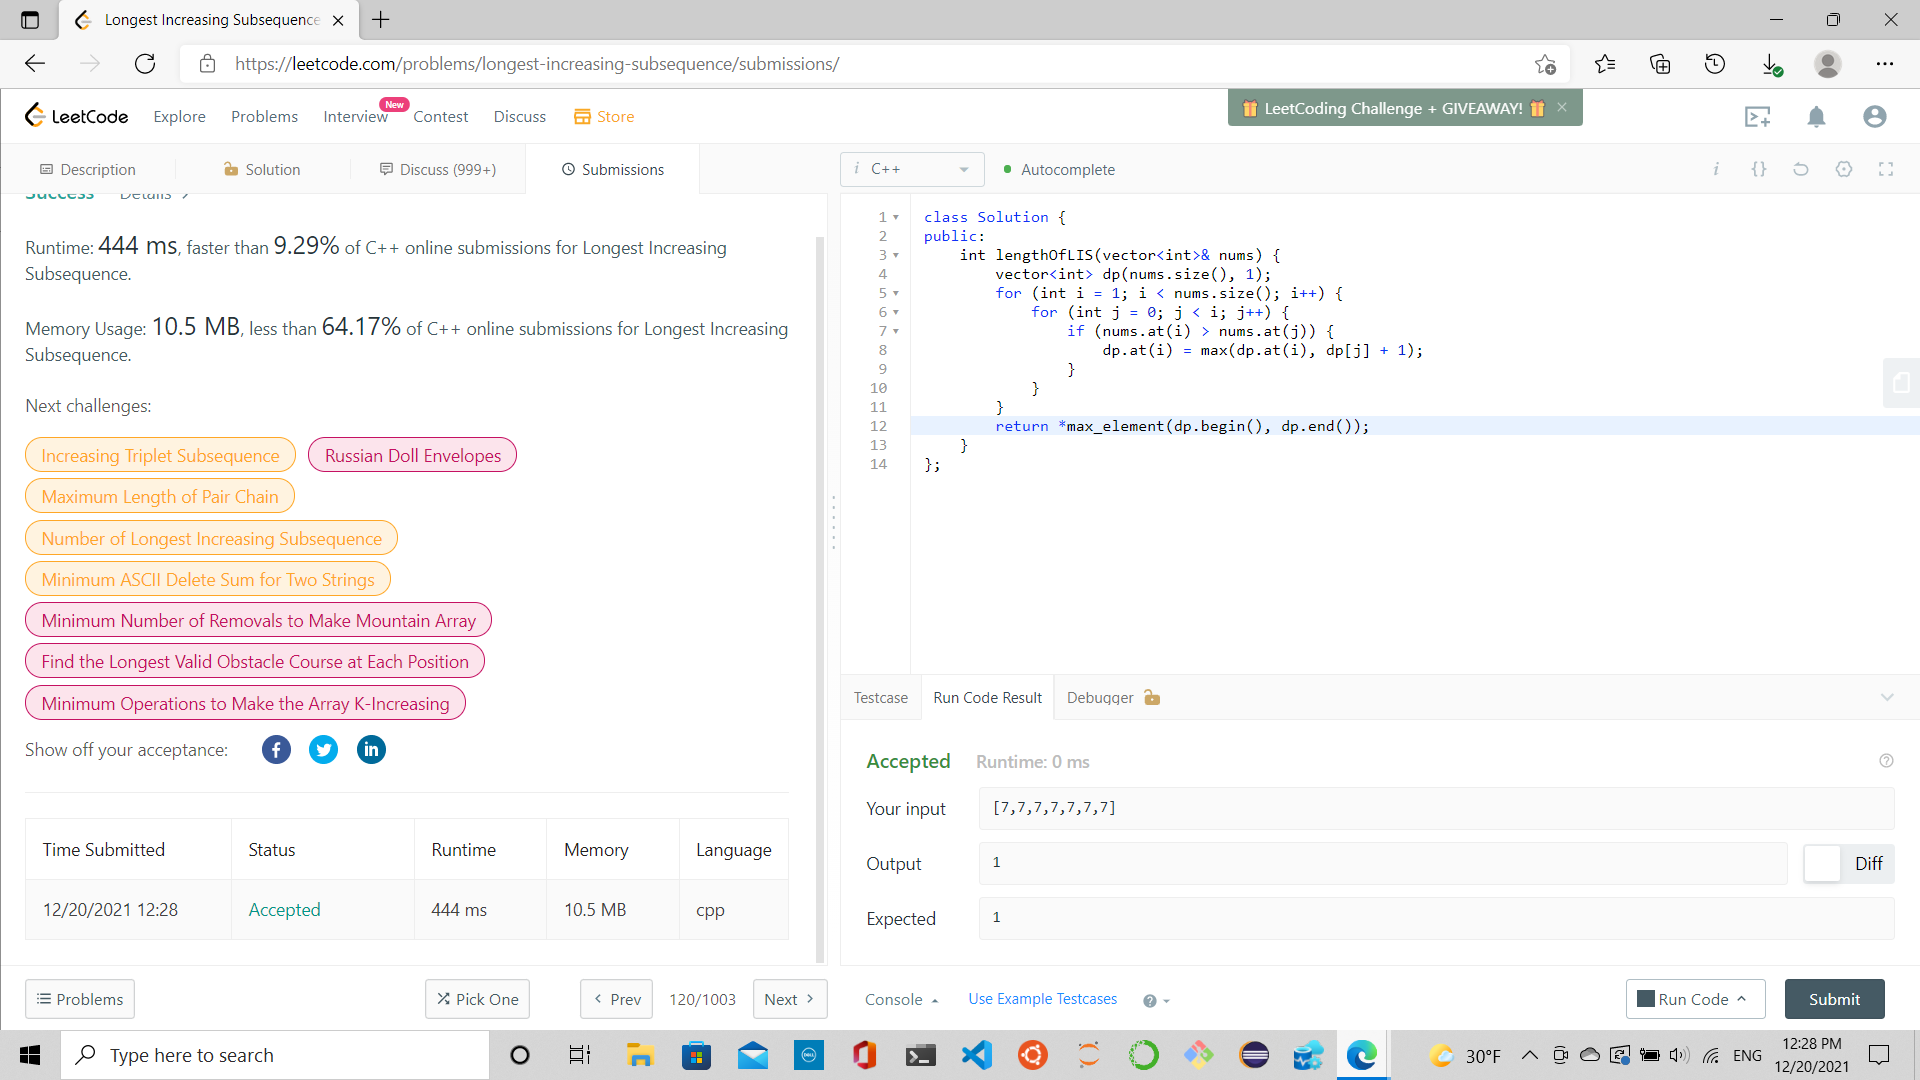 Longest Increasing Subsequence
https://leetcode.com/problems/longest-increasing-subsequence/submissions/
LeetCode
Explore
Problems
Interview
New
Contest
Discuss
Store
LeetCoding Challenge + GIVEAWAY!
Description
Solution
Discuss (999+)
Submissions
i C++
Autocomplete
i {}
Success Details >
Runtime: 444 ms, faster than 9.29% of C++ online submissions for Longest Increasing
Subsequence.
Memory Usage: 10.5 MB, less than 64.17% of C++ online submissions for Longest Increasing
Subsequence.
Next challenges:
Increasing Triplet Subsequence
Russian Doll Envelopes
Maximum Length of Pair Chain
Number of Longest Increasing Subsequence
Minimum ASCII Delete Sum for Two Strings
Minimum Number of Removals to Make Mountain Array
Find the Longest Valid Obstacle Course at Each Position
Minimum Operations to Make the Array K-Increasing
Show off your acceptance:
Time Submitted Status Runtime Memory Language
12/20/2021 12:28 Accepted 444 ms 10.5 MB cpp
Problems
Pick One
< Prev
120/1003
Next >
1 class Solution {
2 public:
3     int lengthOfLIS(vector<int>& nums) {
4         vector<int> dp(nums.size(), 1);
5         for (int i = 1; i < nums.size(); i++) {
6             for (int j = 0; j < i; j++) {
7                 if (nums.at(i) > nums.at(j)) {
8                     dp.at(i) = max(dp.at(i), dp[j] + 1);
9                 }
10             }
11         }
12         return *max_element(dp.begin(), dp.end());
13     }
14 };
Testcase
Run Code Result
Debugger
Accepted Runtime: 0 ms
Your input [7,7,7,7,7,7,7]
Output 1
Diff
Expected 1
Console
Use Example Testcases
Run Code
Submit
Type here to search
DELL
30°F
ENG
12:28 PM
12/20/2021